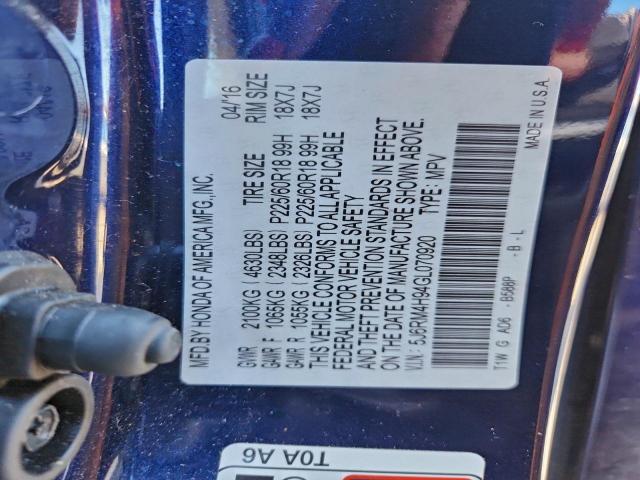 MFD.BY HONDA OF AMERICA MFG.,INC. 04/16
GVWR 2100KG (4630LBS) TIRE SIZE RIM SIZE
GAWR F 1065KG (2348LBS) P225/60R18 99H 18X7J
GAWR R 1055KG (2326LBS) P225/60R18 99H 18X7J
THIS VEHICLE CONFORMS TO ALL APPLICABLE
FEDERAL MOTOR VEHICLE SAFETY
AND THEFT PREVENTION STANDARDS IN EFFECT
ON THE DATE OF MANUFACTURE SHOWN ABOVE.
V.I.N.: 5J6RM4H94GL070920 TYPE: MPV
T1W G AD6 -B588P -B-L MADE IN U.S.A.
T0A A6